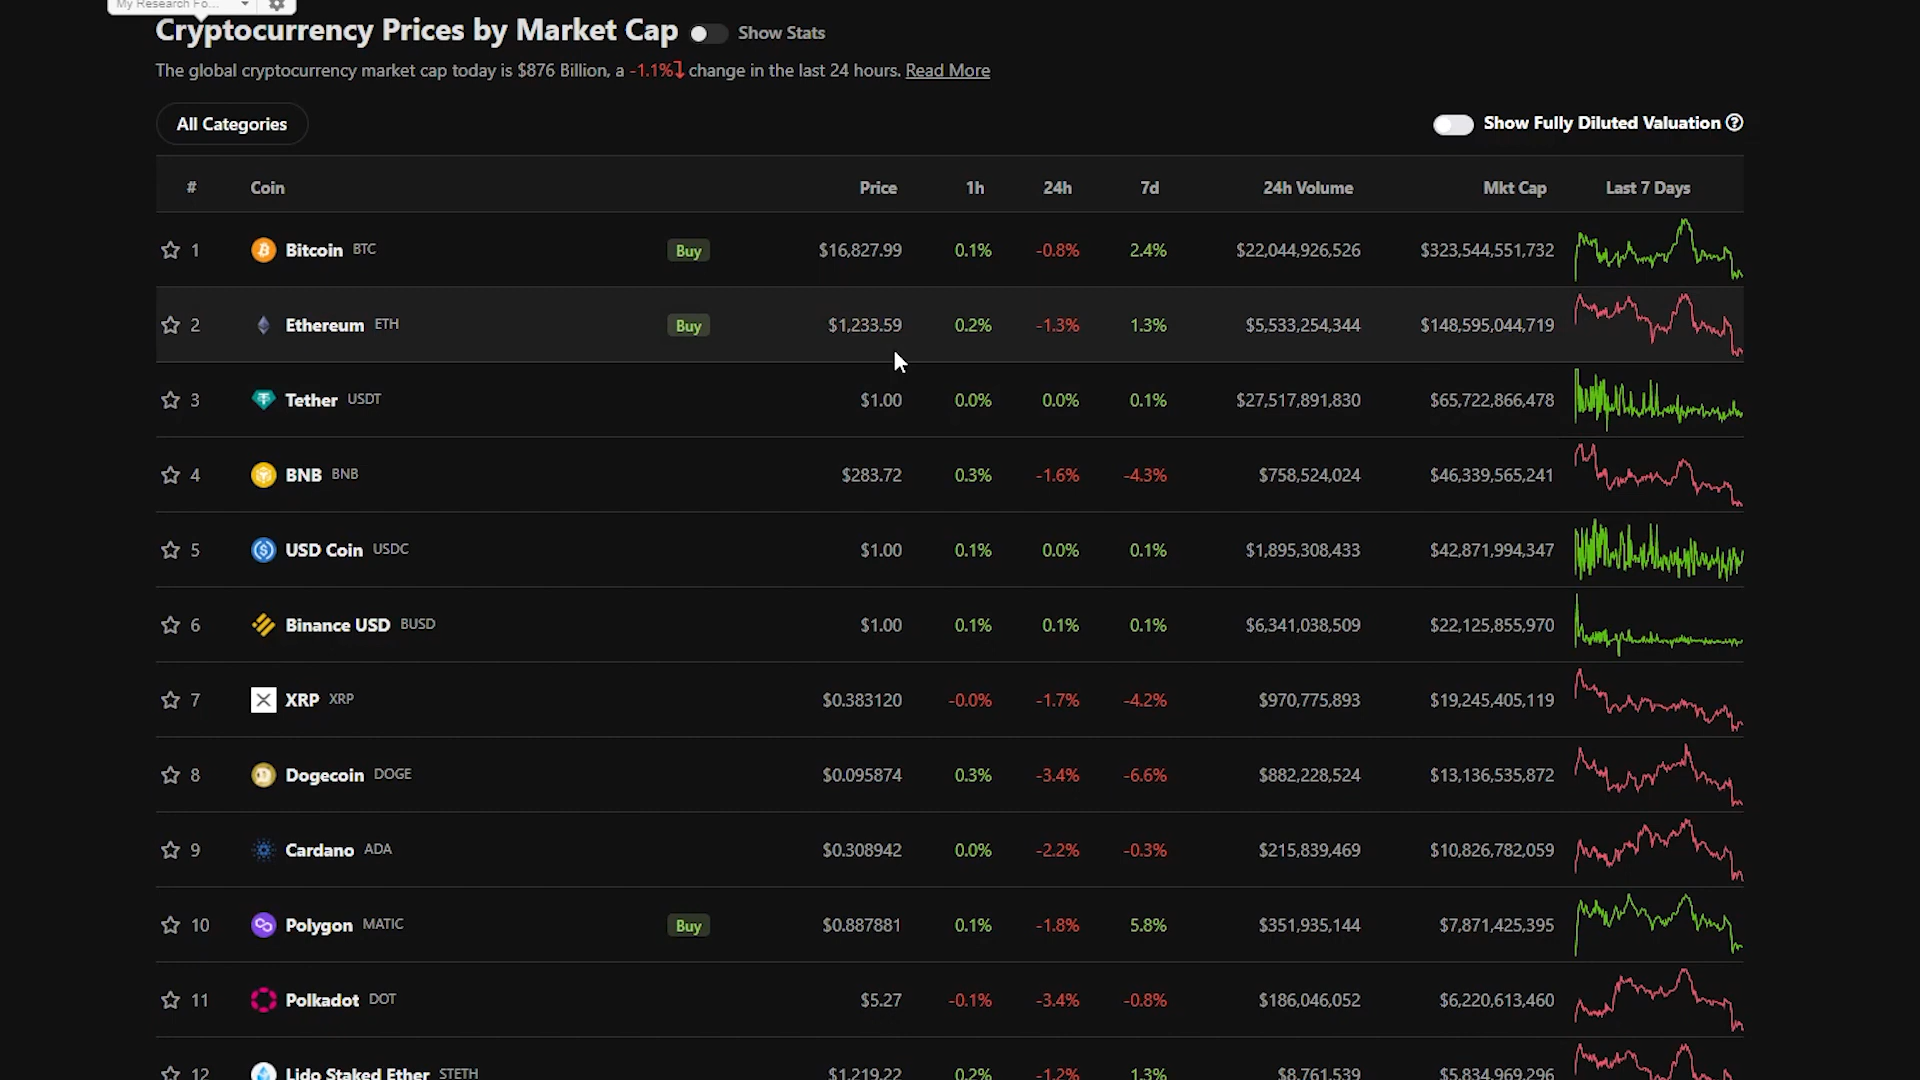 My Research Fo...
Cryptocurrency Prices by Market Cap Show Stats
The global cryptocurrency market cap today is $876 Billion, a -1.1% change in the last 24 hours. Read More
All Categories Show Fully Diluted Valuation
# Coin Price 1h 24h 7d 24h Volume Mkt Cap Last 7 Days
1 Bitcoin BTC Buy $16,827.99 0.1% -0.8% 2.4% $22,044,926,526 $323,544,551,732
2 Ethereum ETH Buy $1,233.59 0.2% -1.3% 1.3% $5,533,254,344 $148,595,044,719
3 Tether USDT $1.00 0.0% 0.0% 0.1% $27,517,891,830 $65,722,866,478
4 BNB BNB $283.72 0.3% -1.6% -4.3% $758,524,024 $46,339,565,241
5 USD Coin USDC $1.00 0.1% 0.0% 0.1% $1,895,308,433 $42,871,994,347
6 Binance USD BUSD $1.00 0.1% 0.1% 0.1% $6,341,038,509 $22,125,855,970
7 XRP XRP $0.383120 -0.0% -1.7% -4.2% $970,775,893 $19,245,405,119
8 Dogecoin DOGE $0.095874 0.3% -3.4% -6.6% $882,228,524 $13,136,535,872
9 Cardano ADA $0.308942 0.0% -2.2% -0.3% $215,839,469 $10,826,782,059
10 Polygon MATIC Buy $0.887881 0.1% -1.8% 5.8% $351,935,144 $7,871,425,395
11 Polkadot DOT $5.27 -0.1% -3.4% -0.8% $186,046,052 $6,220,613,460
12 Lido Staked Ether STETH $1,219.22 0.2% -1.2% 1.3% $8,761,539 $5,834,969,296